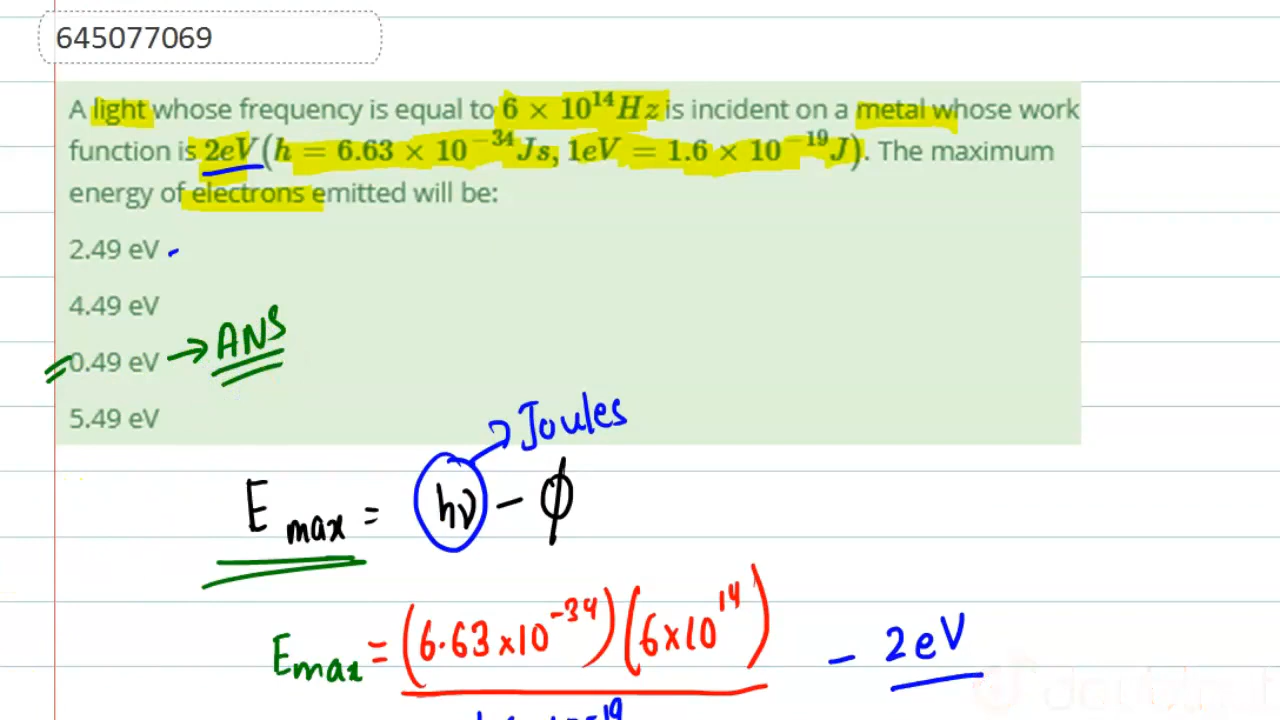 645077069
A light whose frequency is equal to 6 × 10^14 Hz is incident on a metal whose work
function is 2eV(h = 6.63 × 10^−34 Js, 1eV = 1.6 × 10^−19 J). The maximum
energy of electrons emitted will be:
2.49 eV
4.49 eV
0.49 eV → ANS
5.49 eV
→ Joules
E max = hν − ϕ
Emax = (6.63×10^−34)(6×10^14) − 2eV